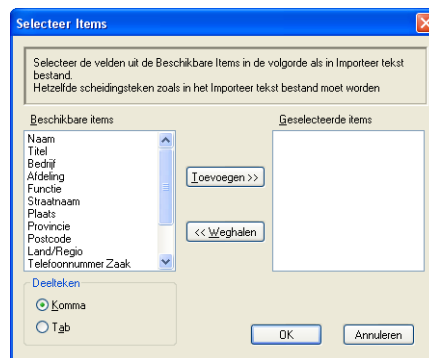 Selecteer Items
Selecteer de velden uit de Beschikbare Items in de volgorde als in Importeer tekst
bestand.
Hetzelfde scheidingsteken zoals in het Importeer tekst bestand moet worden
Beschikbare items
Geselecteerde items
Naam
Titel
Bedrijf
Afdeling
Functie
Straatnaam
Plaats
Provincie
Postcode
Land/Regio
Telefoonnummer Zaak
Toevoegen >>
<< Weghalen
Deelteken
Komma
Tab
OK
Annuleren